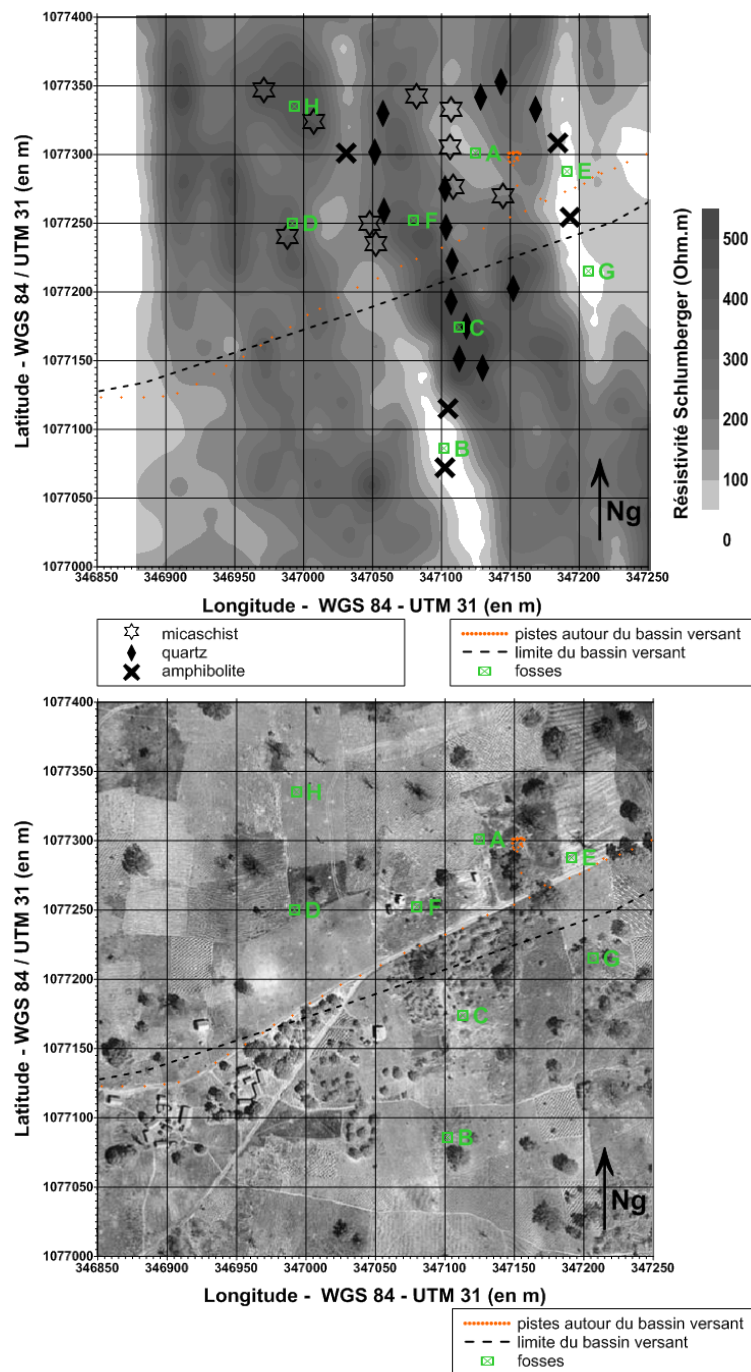 1077400
1077350
1077300
1077250
1077200
1077150
1077100
1077050
1077000
Latitude - WGS 84 / UTM 31 (en m)
H
A
E
D
F
G
C
B
Ng
346850 346900 346950 347000 347050 347100 347150 347200 347250
Longitude - WGS 84 - UTM 31 (en m)
Résistivité Schlumberger (Ohm.m)
500
400
300
200
100
0
micaschist
quartz
amphibolite
pistes autour du bassin versant
limite du bassin versant
fosses
1077400
1077350
1077300
1077250
1077200
1077150
1077100
1077050
1077000
Latitude - WGS 84 / UTM 31 (en m)
H
A
E
D
F
G
C
B
Ng
346850 346900 346950 347000 347050 347100 347150 347200 347250
Longitude - WGS 84 - UTM 31 (en m)
pistes autour du bassin versant
limite du bassin versant
fosses